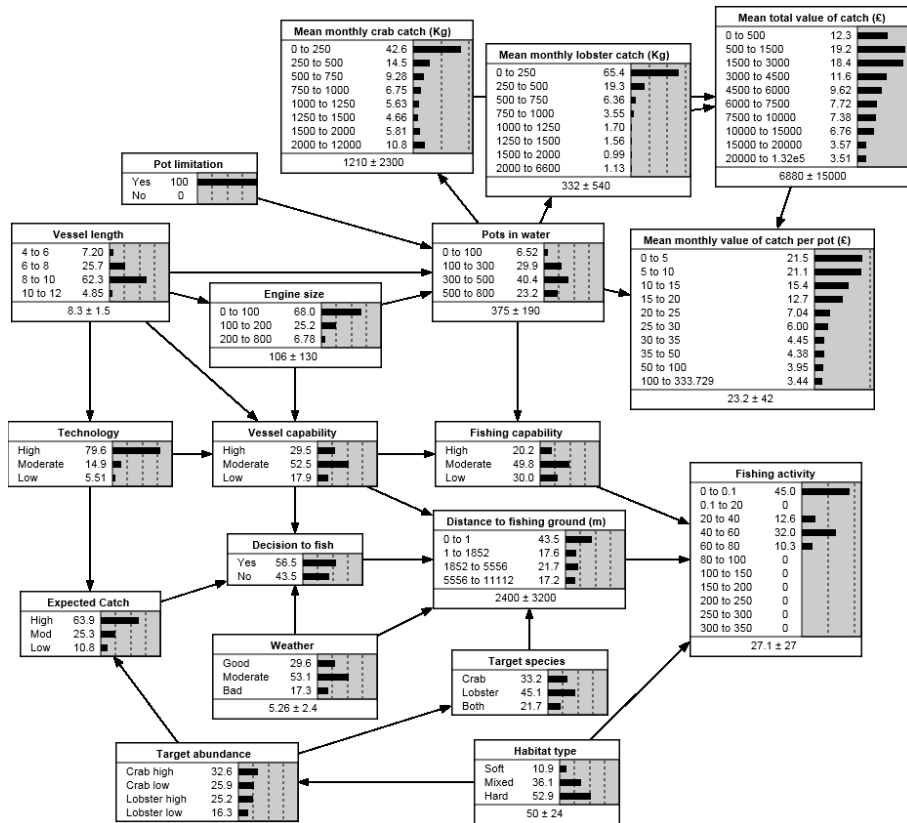 Mean monthly crab catch (Kg)
0 to 250 42.6
250 to 500 14.5
500 to 750 9.28
750 to 1000 6.75
1000 to 1250 5.63
1250 to 1500 4.66
1500 to 2000 5.81
2000 to 12000 10.8
1210 ± 2300
Mean monthly lobster catch (Kg)
0 to 250 65.4
250 to 500 19.3
500 to 750 6.36
750 to 1000 3.55
1000 to 1250 1.70
1250 to 1500 1.56
1500 to 2000 0.99
2000 to 6600 1.13
332 ± 540
Mean total value of catch (£)
0 to 500 12.3
500 to 1500 19.2
1500 to 3000 18.4
3000 to 4500 11.6
4500 to 6000 9.62
6000 to 7500 7.72
7500 to 10000 7.38
10000 to 15000 6.76
15000 to 20000 3.57
20000 to 1.32e5 3.51
6880 ± 15000
Pot limitation
Yes 100
No 0
Vessel length
4 to 6 7.20
6 to 8 25.7
8 to 10 62.3
10 to 12 4.85
8.3 ± 1.5
Engine size
0 to 100 68.0
100 to 200 25.2
200 to 800 6.78
106 ± 130
Pots in water
0 to 100 6.52
100 to 300 29.9
300 to 500 40.4
500 to 800 23.2
375 ± 190
Mean monthly value of catch per pot (£)
0 to 5 21.5
5 to 10 21.1
10 to 15 15.4
15 to 20 12.7
20 to 25 7.04
25 to 30 6.00
30 to 35 4.45
35 to 50 4.38
50 to 100 3.95
100 to 333.729 3.44
23.2 ± 42
Technology
High 79.6
Moderate 14.9
Low 5.51
Vessel capability
High 29.5
Moderate 52.5
Low 17.9
Fishing capability
High 20.2
Moderate 49.8
Low 30.0
Fishing activity
0 to 0.1 45.0
0.1 to 20 0
20 to 40 12.6
40 to 60 32.0
60 to 80 10.3
80 to 100 0
100 to 150 0
150 to 200 0
200 to 250 0
250 to 300 0
300 to 350 0
27.1 ± 27
Decision to fish
Yes 56.5
No 43.5
Distance to fishing ground (m)
0 to 1 43.5
1 to 1852 17.6
1852 to 5556 21.7
5556 to 11112 17.2
2400 ± 3200
Expected Catch
High 63.9
Mod 25.3
Low 10.8
Weather
Good 29.6
Moderate 53.1
Bad 17.3
5.26 ± 2.4
Target species
Crab 33.2
Lobster 45.1
Both 21.7
Target abundance
Crab high 32.6
Crab low 25.9
Lobster high 25.2
Lobster low 16.3
Habitat type
Soft 10.9
Mixed 36.1
Hard 52.9
50 ± 24